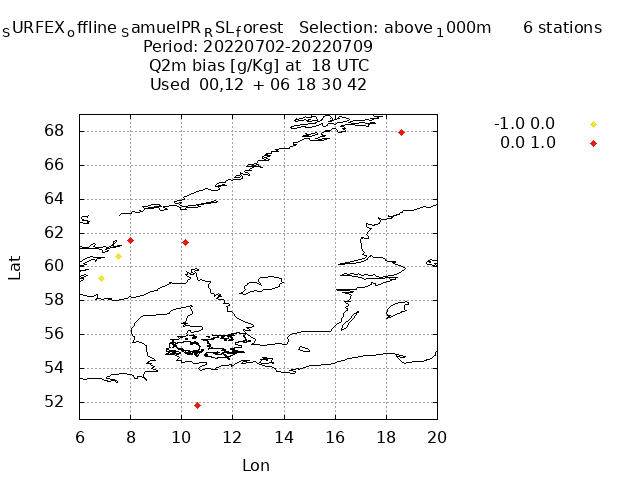 SURFEXoffline SamuelPRRSLforest Selection: above1000m 6 stations
Period: 20220702-20220709
Q2m bias [g/Kg] at 18 UTC
Used 00,12 + 06 18 30 42
-1.0 0.0
0.0 1.0
68
66
64
62
60
58
56
54
52
Lat
6 8 10 12 14 16 18 20
Lon